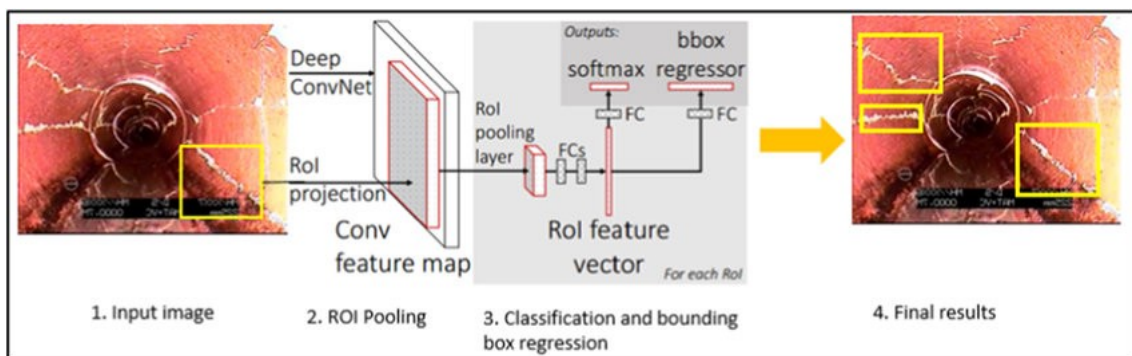 Deep
ConvNet
RoI
projection
Conv
feature map
RoI
pooling
layer
FCs
Outputs:
softmax
bbox
regressor
FC
FC
RoI feature
vector
For each RoI
1. Input image
2. ROI Pooling
3. Classification and bounding
box regression
4. Final results